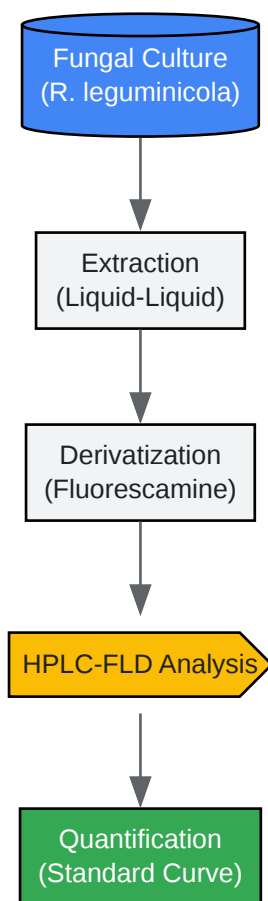 Fungal Culture
(R. leguminicola)
Extraction
(Liquid-Liquid)
Derivatization
(Fluorescamine)
HPLC-FLD Analysis
Quantification
(Standard Curve)